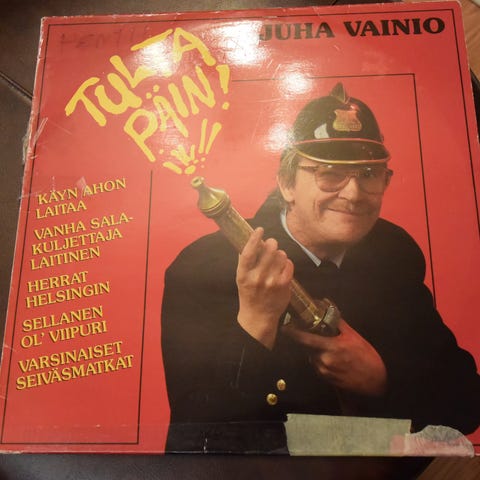 JUHA VAINIO
TULTA
PÄIN!
KÄYN AHON
LAITAA
VANHA SALA-
KULJETTAJA
LAITINEN
HERRAT
HELSINGIN
SELLANEN
OL' VIIPURI
VARSINAISET
SEIVÄSMATKAT